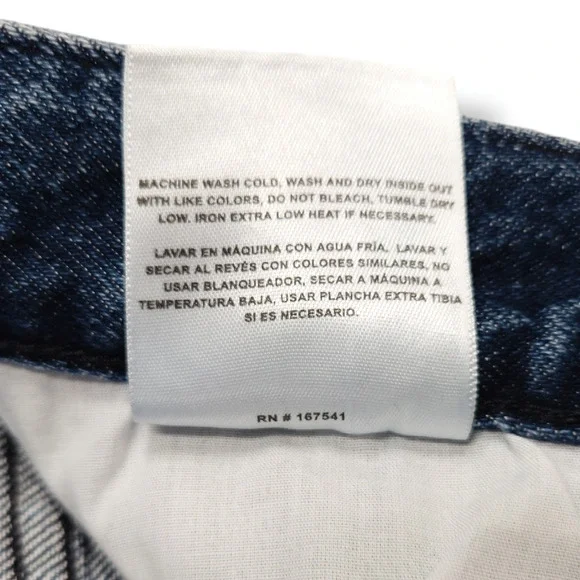 MACHINE WASH COLD, WASH AND DRY INSIDE OUT
WITH LIKE COLORS, DO NOT BLEACH, TUMBLE DRY
LOW. IRON EXTRA LOW HEAT IF NECESSARY.
LAVAR EN MÁQUINA CON AGUA FRÍA, LAVAR Y
SECAR AL REVÉS CON COLORES SIMILARES, NO
USAR BLANQUEADOR, SECAR A MÁQUINA A
TEMPERATURA BAJA, USAR PLANCHA EXTRA TIBIA
SI ES NECESARIO.
RN # 167541